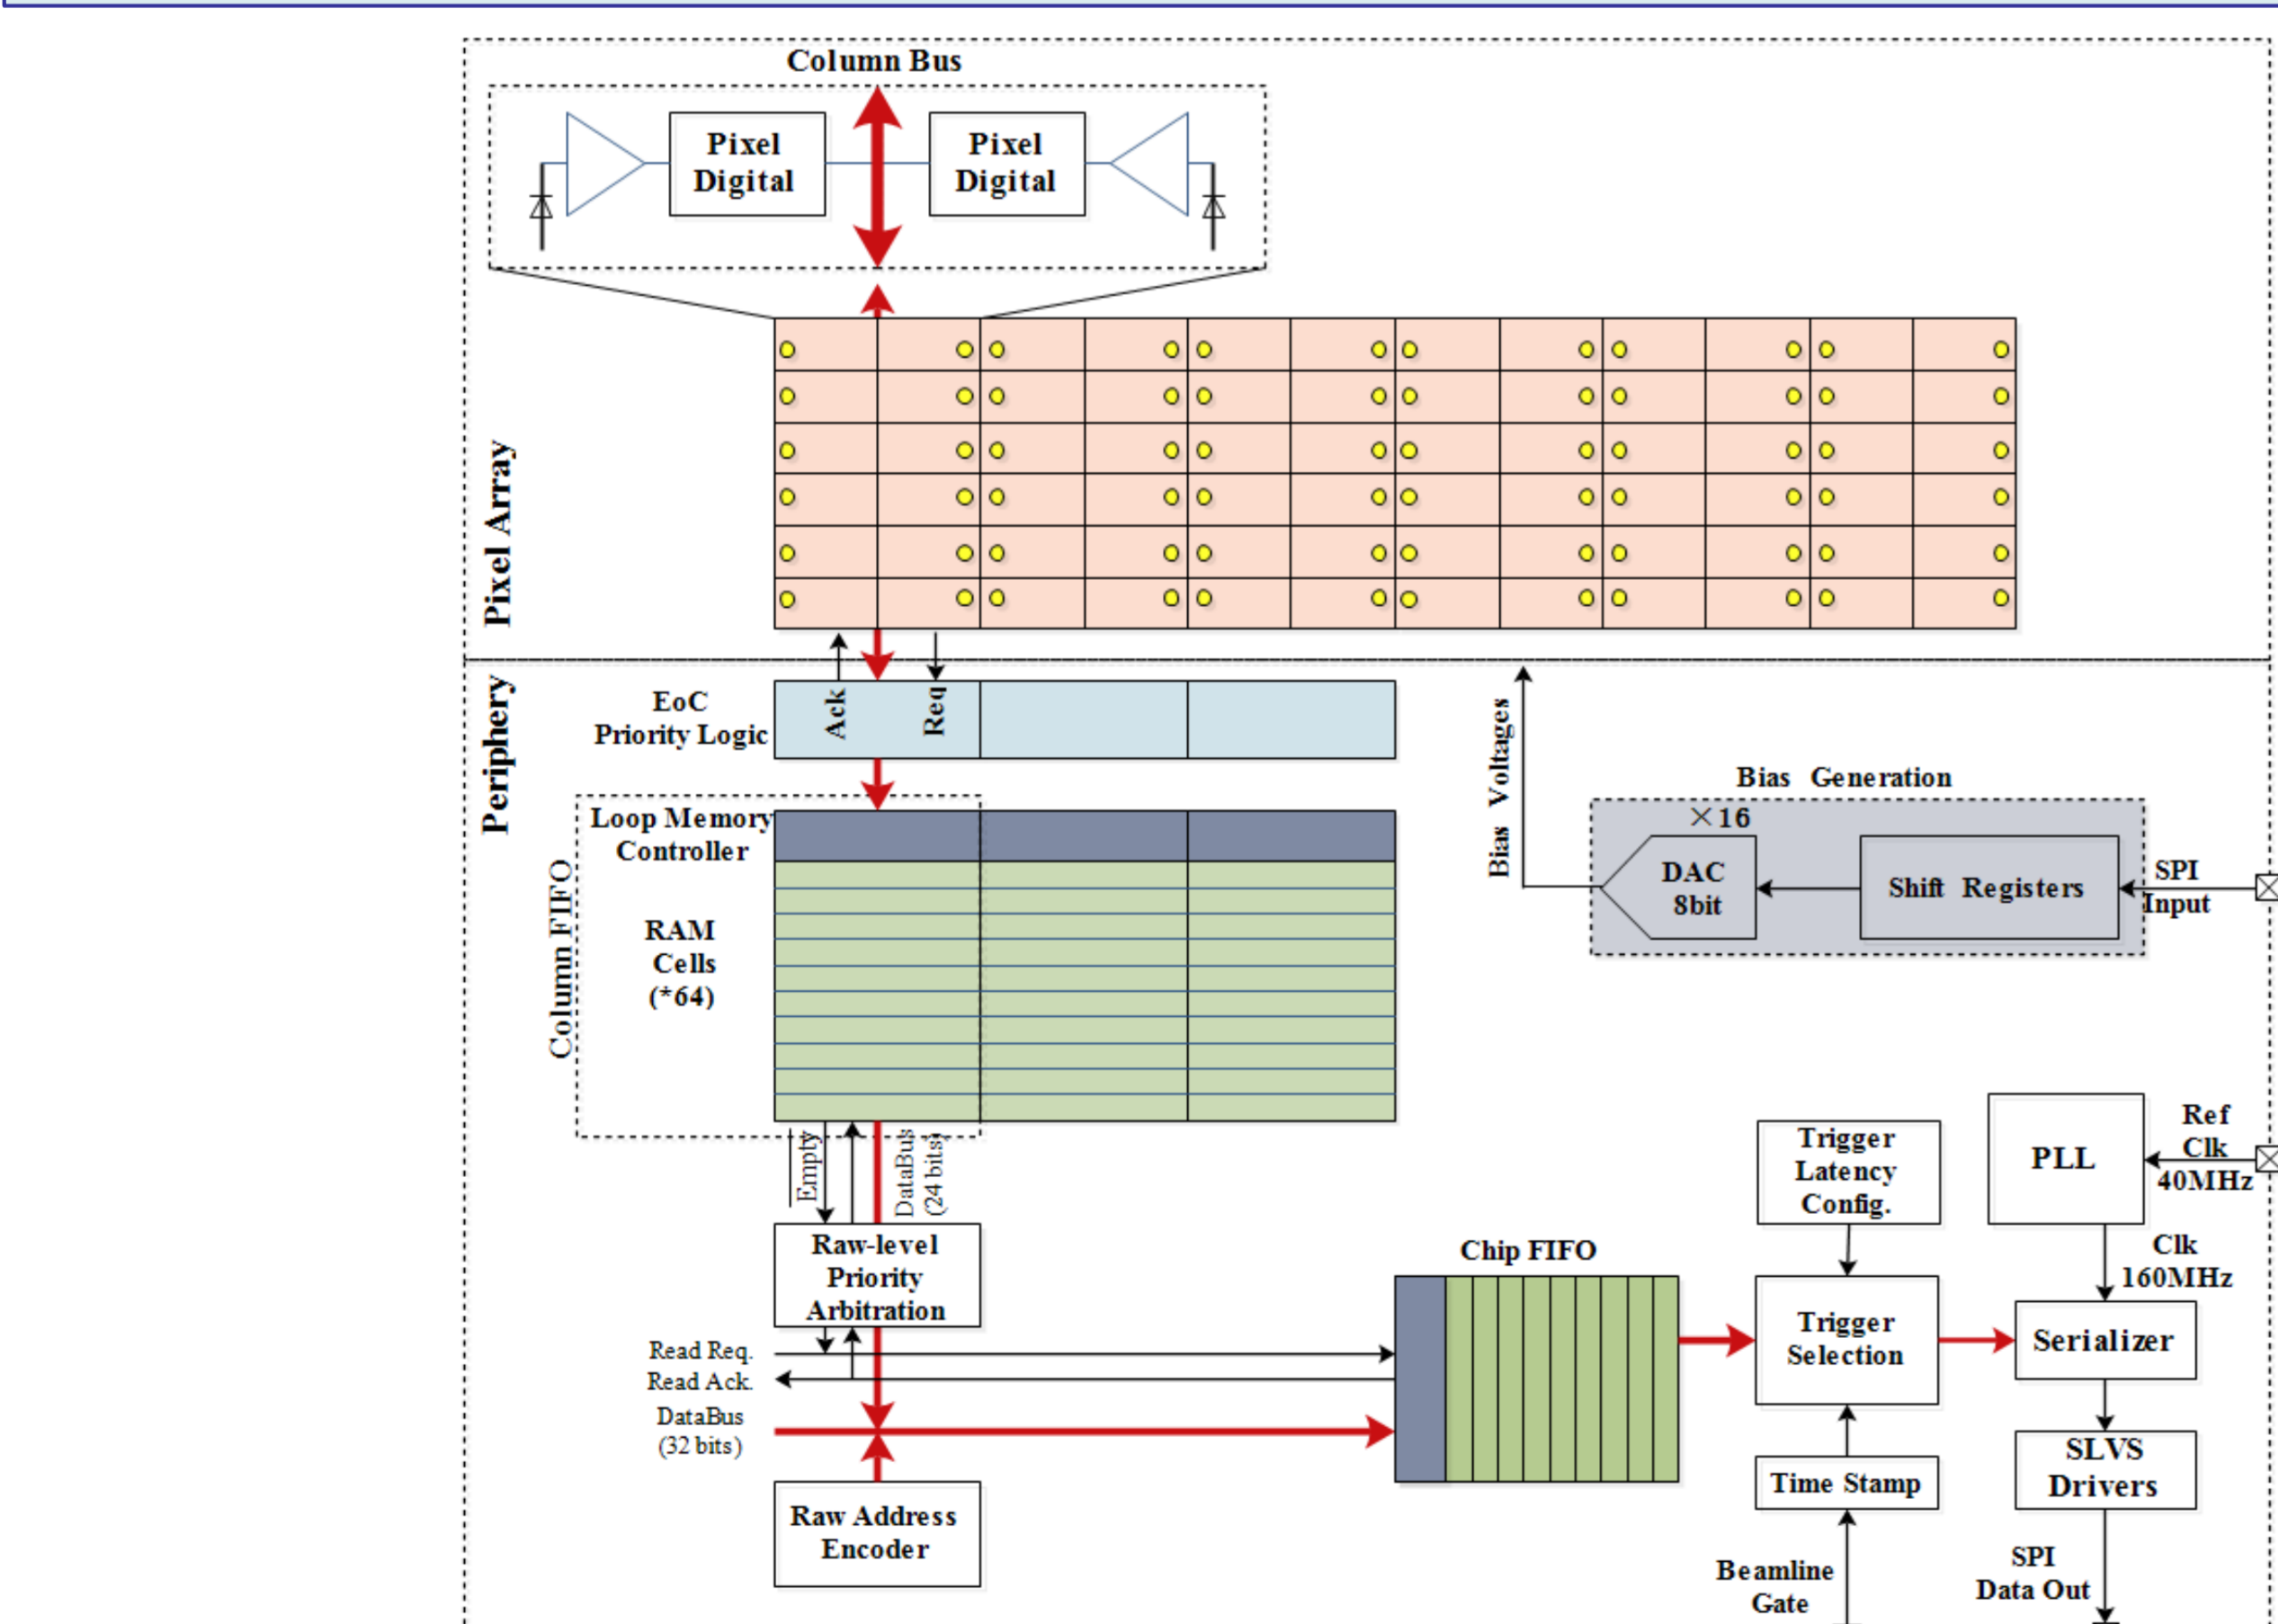 Column Bus
Pixel
Digital
Pixel
Digital
Pixel Array
Periphery
EoC
Priority Logic
Ack
Req
Bias Voltages
Bias Generation
×16
DAC
8bit
Shift Registers
SPI
Input
Loop Memory
Controller
Column FIFO
RAM
Cells
(*64)
Empty
DataBus
(24 bits)
Raw-level
Priority
Arbitration
Read Req.
Read Ack.
DataBus
(32 bits)
Raw Address
Encoder
Chip FIFO
Trigger
Latency
Config.
PLL
Ref
Clk
40MHz
Clk
160MHz
Trigger
Selection
Serializer
Time Stamp
SLVS
Drivers
Beamline
Gate
SPI
Data Out